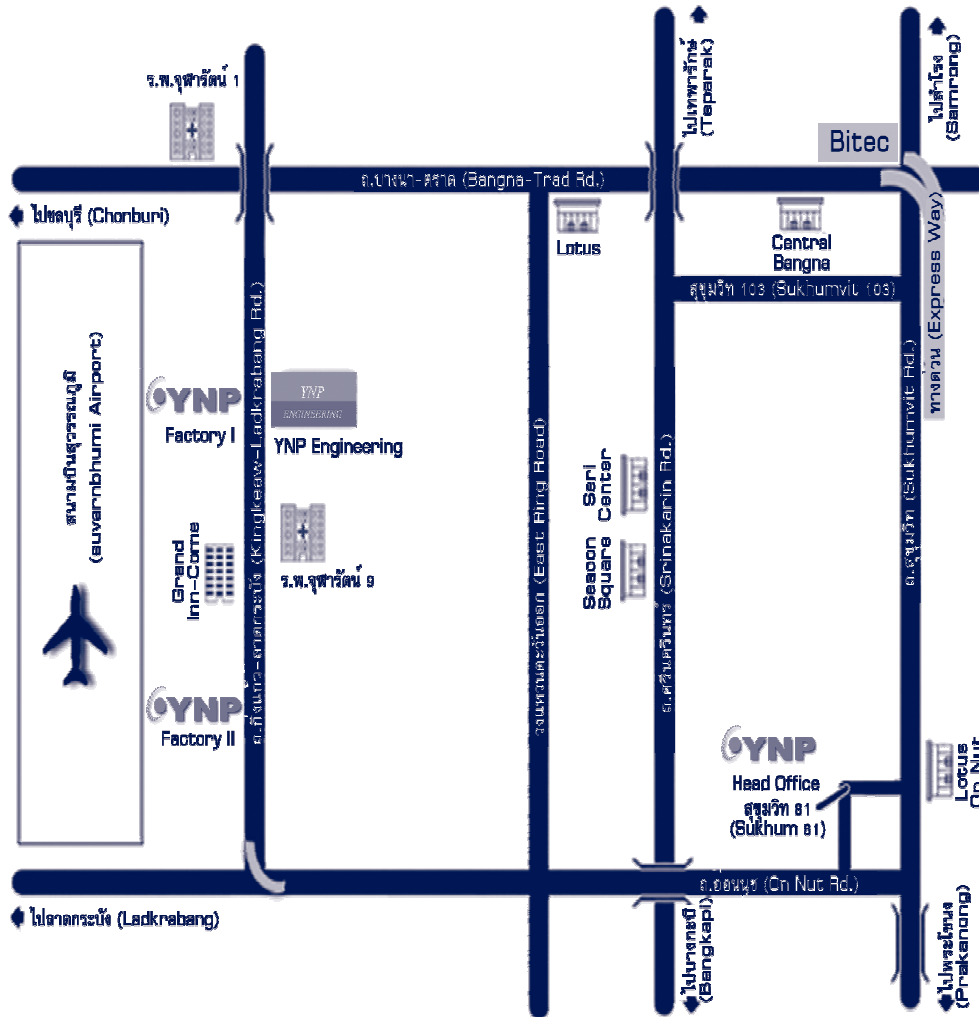 ร.พ.จุฬารัตน์ 1
ไปเทพารักษ์
(Teparak)
ไปสำโรง
(Samrong)
Bitec
ถ.บางนา-ตราด (Bangna-Trad Rd.)
ไปชลบุรี (Chonburi)
Lotus
Central
Bangna
สุขุมวิท 103 (Sukhumvit 103)
ทางด่วน (Express Way)
สนามบินสุวรรณภูมิ
(suvarnbhumi Airport)
YNP
Factory I
YNP
ENGINEERING
YNP Engineering
ถ.กิ่งแก้ว-ลาดกระบัง (Kingkeaw-Ladkrabang Rd.)
วงแหวนตะวันออก (East Ring Road)
ถ.ศรีนครินทร์ (Srinakarin Rd.)
ถ.สุขุมวิท (Sukhumvit Rd.)
Seri
Center
Seacon
Square
Grand
Inn-Come
ร.พ.จุฬารัตน์ 9
YNP
Factory II
YNP
Head Office
สุขุมวิท 81
(Sukhum 81)
Lotus
On Nut
ถ.อ่อนนุช (On Nut Rd.)
ไปลาดกระบัง (Ladkrabang)
ไปบางกะปิ
(Bangkapi)
ไปพระโขนง
(Prakanong)